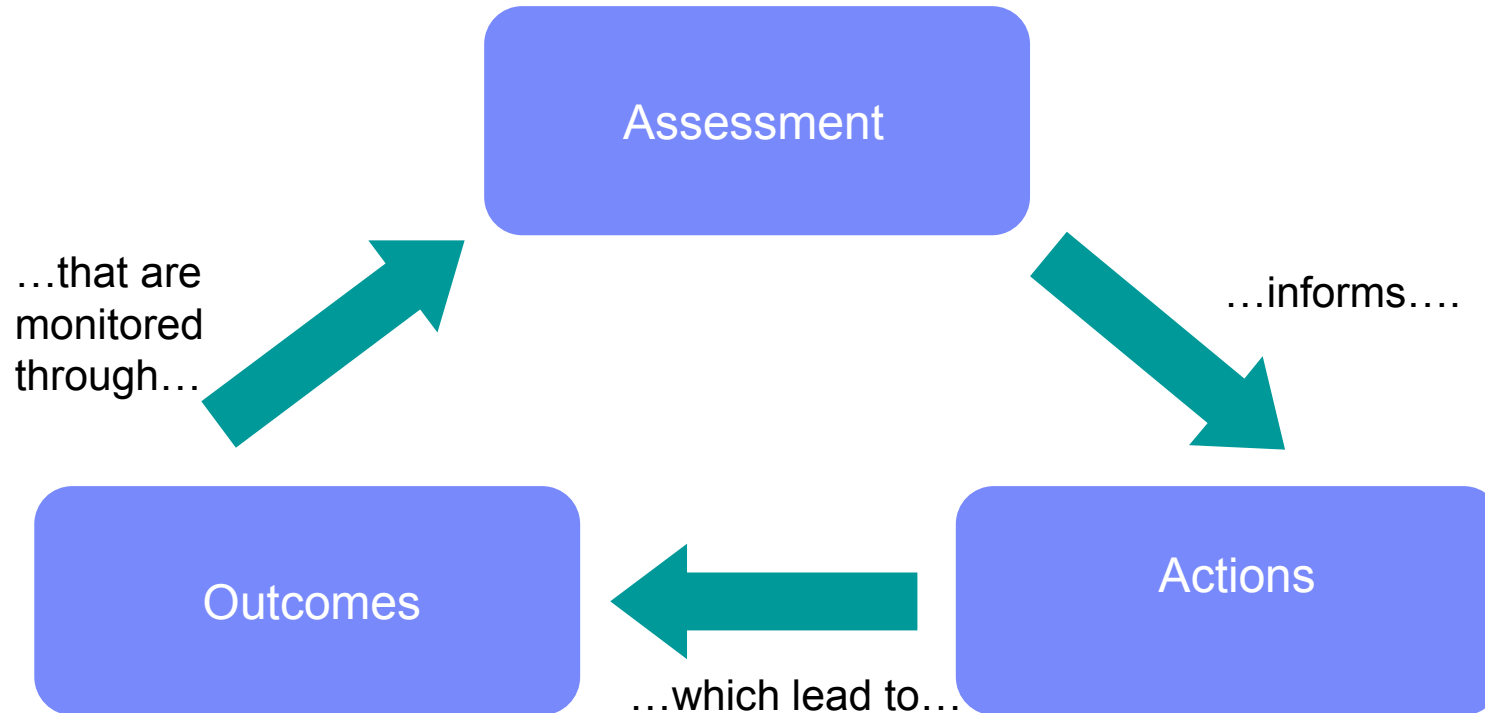 Assessment
…informs….
Actions
…which lead to…
Outcomes
…that are
monitored
through…